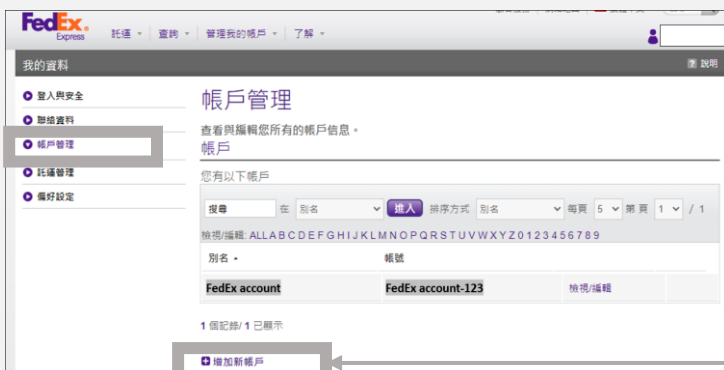 FedEx®
Express
託運 查詢 管理我的帳戶 了解
我的資料
? 說明
登入與安全
聯絡資料
帳戶管理
託運管理
偏好設定
帳戶管理
查看與編輯您所有的帳戶信息。
帳戶
您有以下帳戶
搜尋 在 別名 進入 排序方式 別名 每頁 5 第 頁 1 / 1
檢視/編輯: ALL A B C D E F G H I J K L M N O P Q R S T U V W X Y Z 0 1 2 3 4 5 6 7 8 9
別名 帳號
FedEx account FedEx account-123 檢視/編輯
1 個記錄/ 1 已顯示
增加新帳戶